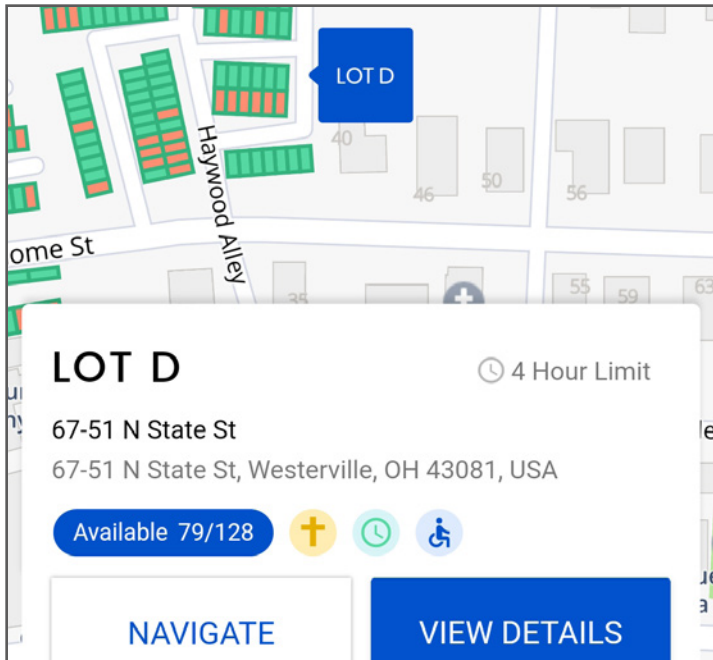 LOT D
40
46
50
56
Haywood Alley
ome St
35
55
59
63
LOT D
4 Hour Limit
67-51 N State St
67-51 N State St, Westerville, OH 43081, USA
Available 79/128
NAVIGATE
VIEW DETAILS